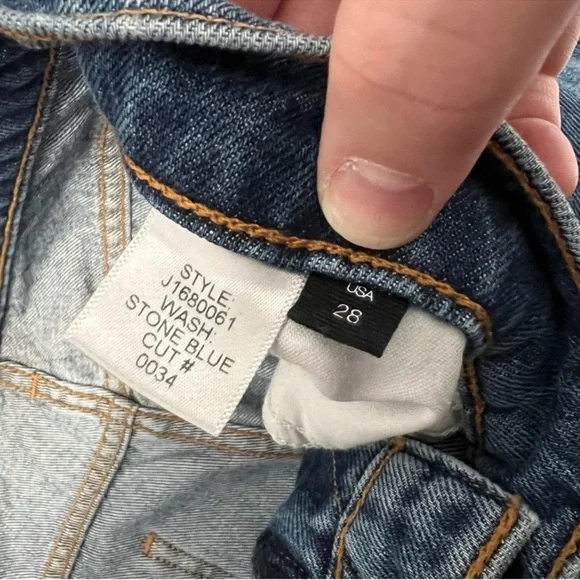 STYLE:
J1680061
WASH:
STONE BLUE
CUT #
0034
USA
28